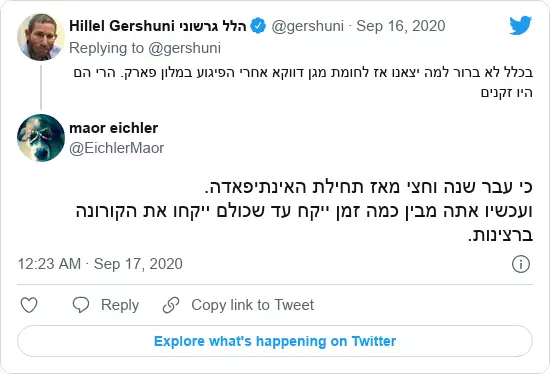 Hillel Gershuni הלל גרשוני @gershuni · Sep 16, 2020
Replying to @gershuni
בכלל לא ברור למה יצאנו אז לחומת מגן דווקא אחרי הפיגוע במלון פארק. הרי הם
היו זקנים
maor eichler
@EichlerMaor
כי עבר שנה וחצי מאז תחילת האינתיפאדה.
ועכשיו אתה מבין כמה זמן ייקח עד שכולם ייקחו את הקורונה
ברצינות.
12:23 AM · Sep 17, 2020
Reply
Copy link to Tweet
Explore what's happening on Twitter